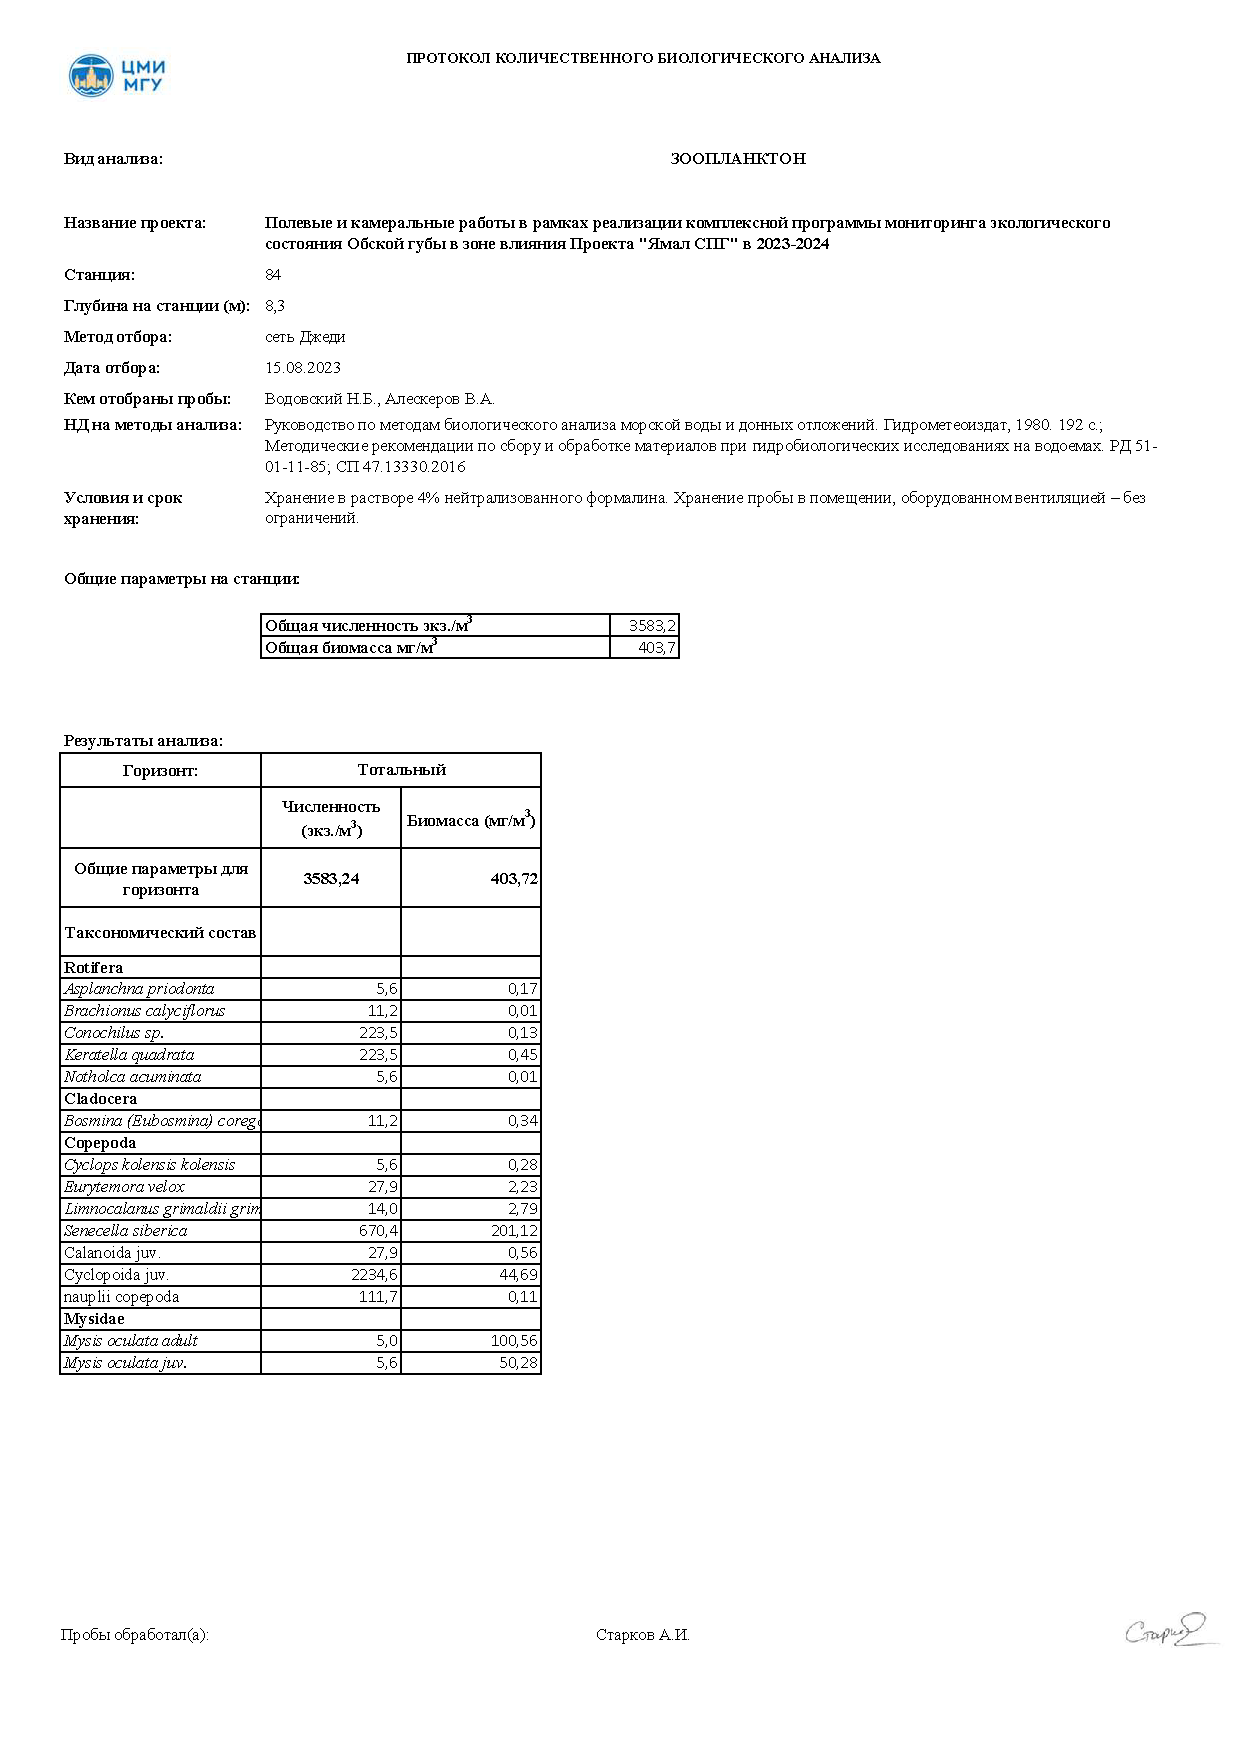 ЦМИ
МГУ
ПРОТОКОЛ КОЛИЧЕСТВЕННОГО БИОЛОГИЧЕСКОГО АНАЛИЗА
Вид анализа: ЗООПЛАНКТОН
Название проекта: Полевые и камеральные работы в рамках реализации комплексной программы мониторинга экологического
состояния Обской губы в зоне влияния Проекта "Ямал СПГ" в 2023-2024
Станция: 84
Глубина на станции (м): 8,3
Метод отбора: сеть Джеди
Дата отбора: 15.08.2023
Кем отобраны пробы: Водовский Н.Б., Алескеров В.А.
НД на методы анализа: Руководство по методам биологического анализа морской воды и донных отложений. Гидрометеоиздат, 1980. 192 с.;
Методические рекомендации по сбору и обработке материалов при гидробиологических исследованиях на водоемах. РД 51-
01-11-85; СП 47.13330.2016
Условия и срок Хранение в растворе 4% нейтрализованного формалина. Хранение пробы в помещении, оборудованном вентиляцией – без
хранения: ограничений.
Общие параметры на станции:
Общая численность экз./м3 3583,2
Общая биомасса мг/м3 403,7
Результаты анализа:
Горизонт: Тотальный
Численность
(экз./м3) Биомасса (мг/м3)
Общие параметры для
горизонта 3583,24 403,72
Таксономический состав
Rotifera
Asplanchna priodonta 5,6 0,17
Brachionus calyciflorus 11,2 0,01
Conochilus sp. 223,5 0,13
Keratella quadrata 223,5 0,45
Notholca acuminata 5,6 0,01
Cladocera
Bosmina (Eubosmina) corego 11,2 0,34
Copepoda
Cyclops kolensis kolensis 5,6 0,28
Eurytemora velox 27,9 2,23
Limnocalanus grimaldii grim 14,0 2,79
Senecella siberica 670,4 201,12
Calanoida juv. 27,9 0,56
Cyclopoida juv. 2234,6 44,69
nauplii copepoda 111,7 0,11
Mysidae
Mysis oculata adult 5,0 100,56
Mysis oculata juv. 5,6 50,28
Пробы обработал(а): Старков А.И.